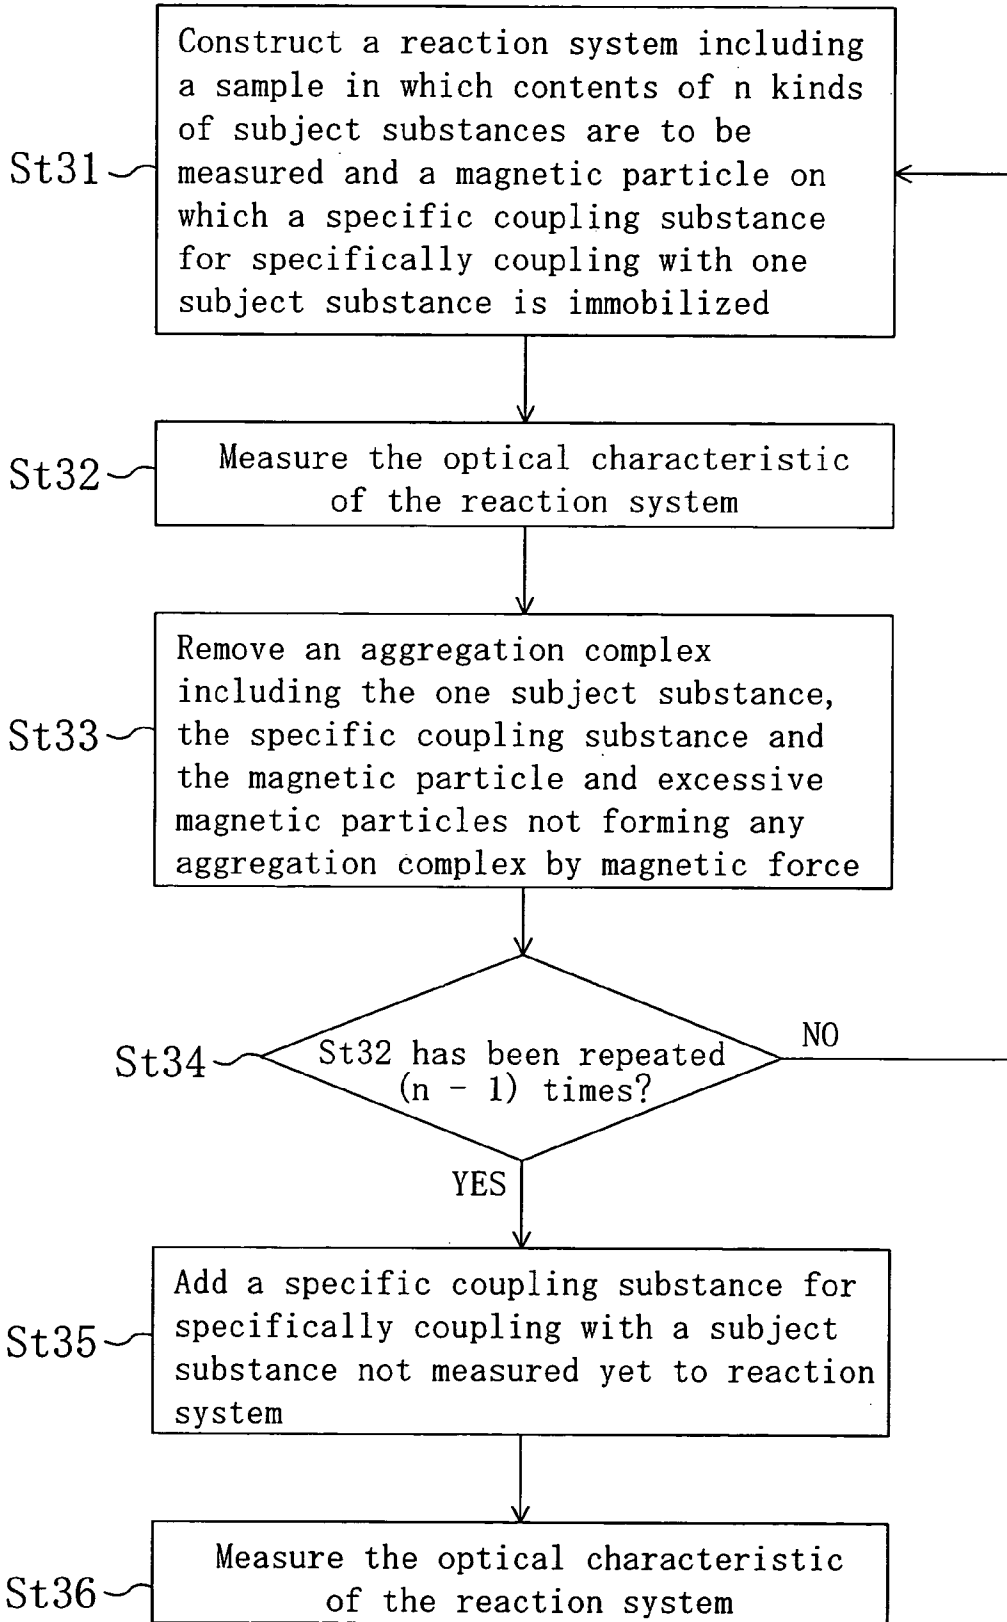 St31
Construct a reaction system including
a sample in which contents of n kinds
of subject substances are to be
measured and a magnetic particle on
which a specific coupling substance
for specifically coupling with one
subject substance is immobilized
St32
Measure the optical characteristic
of the reaction system
St33
Remove an aggregation complex
including the one subject substance,
the specific coupling substance and
the magnetic particle and excessive
magnetic particles not forming any
aggregation complex by magnetic force
St34
St32 has been repeated
(n - 1) times?
NO
YES
St35
Add a specific coupling substance for
specifically coupling with a subject
substance not measured yet to reaction
system
St36
Measure the optical characteristic
of the reaction system